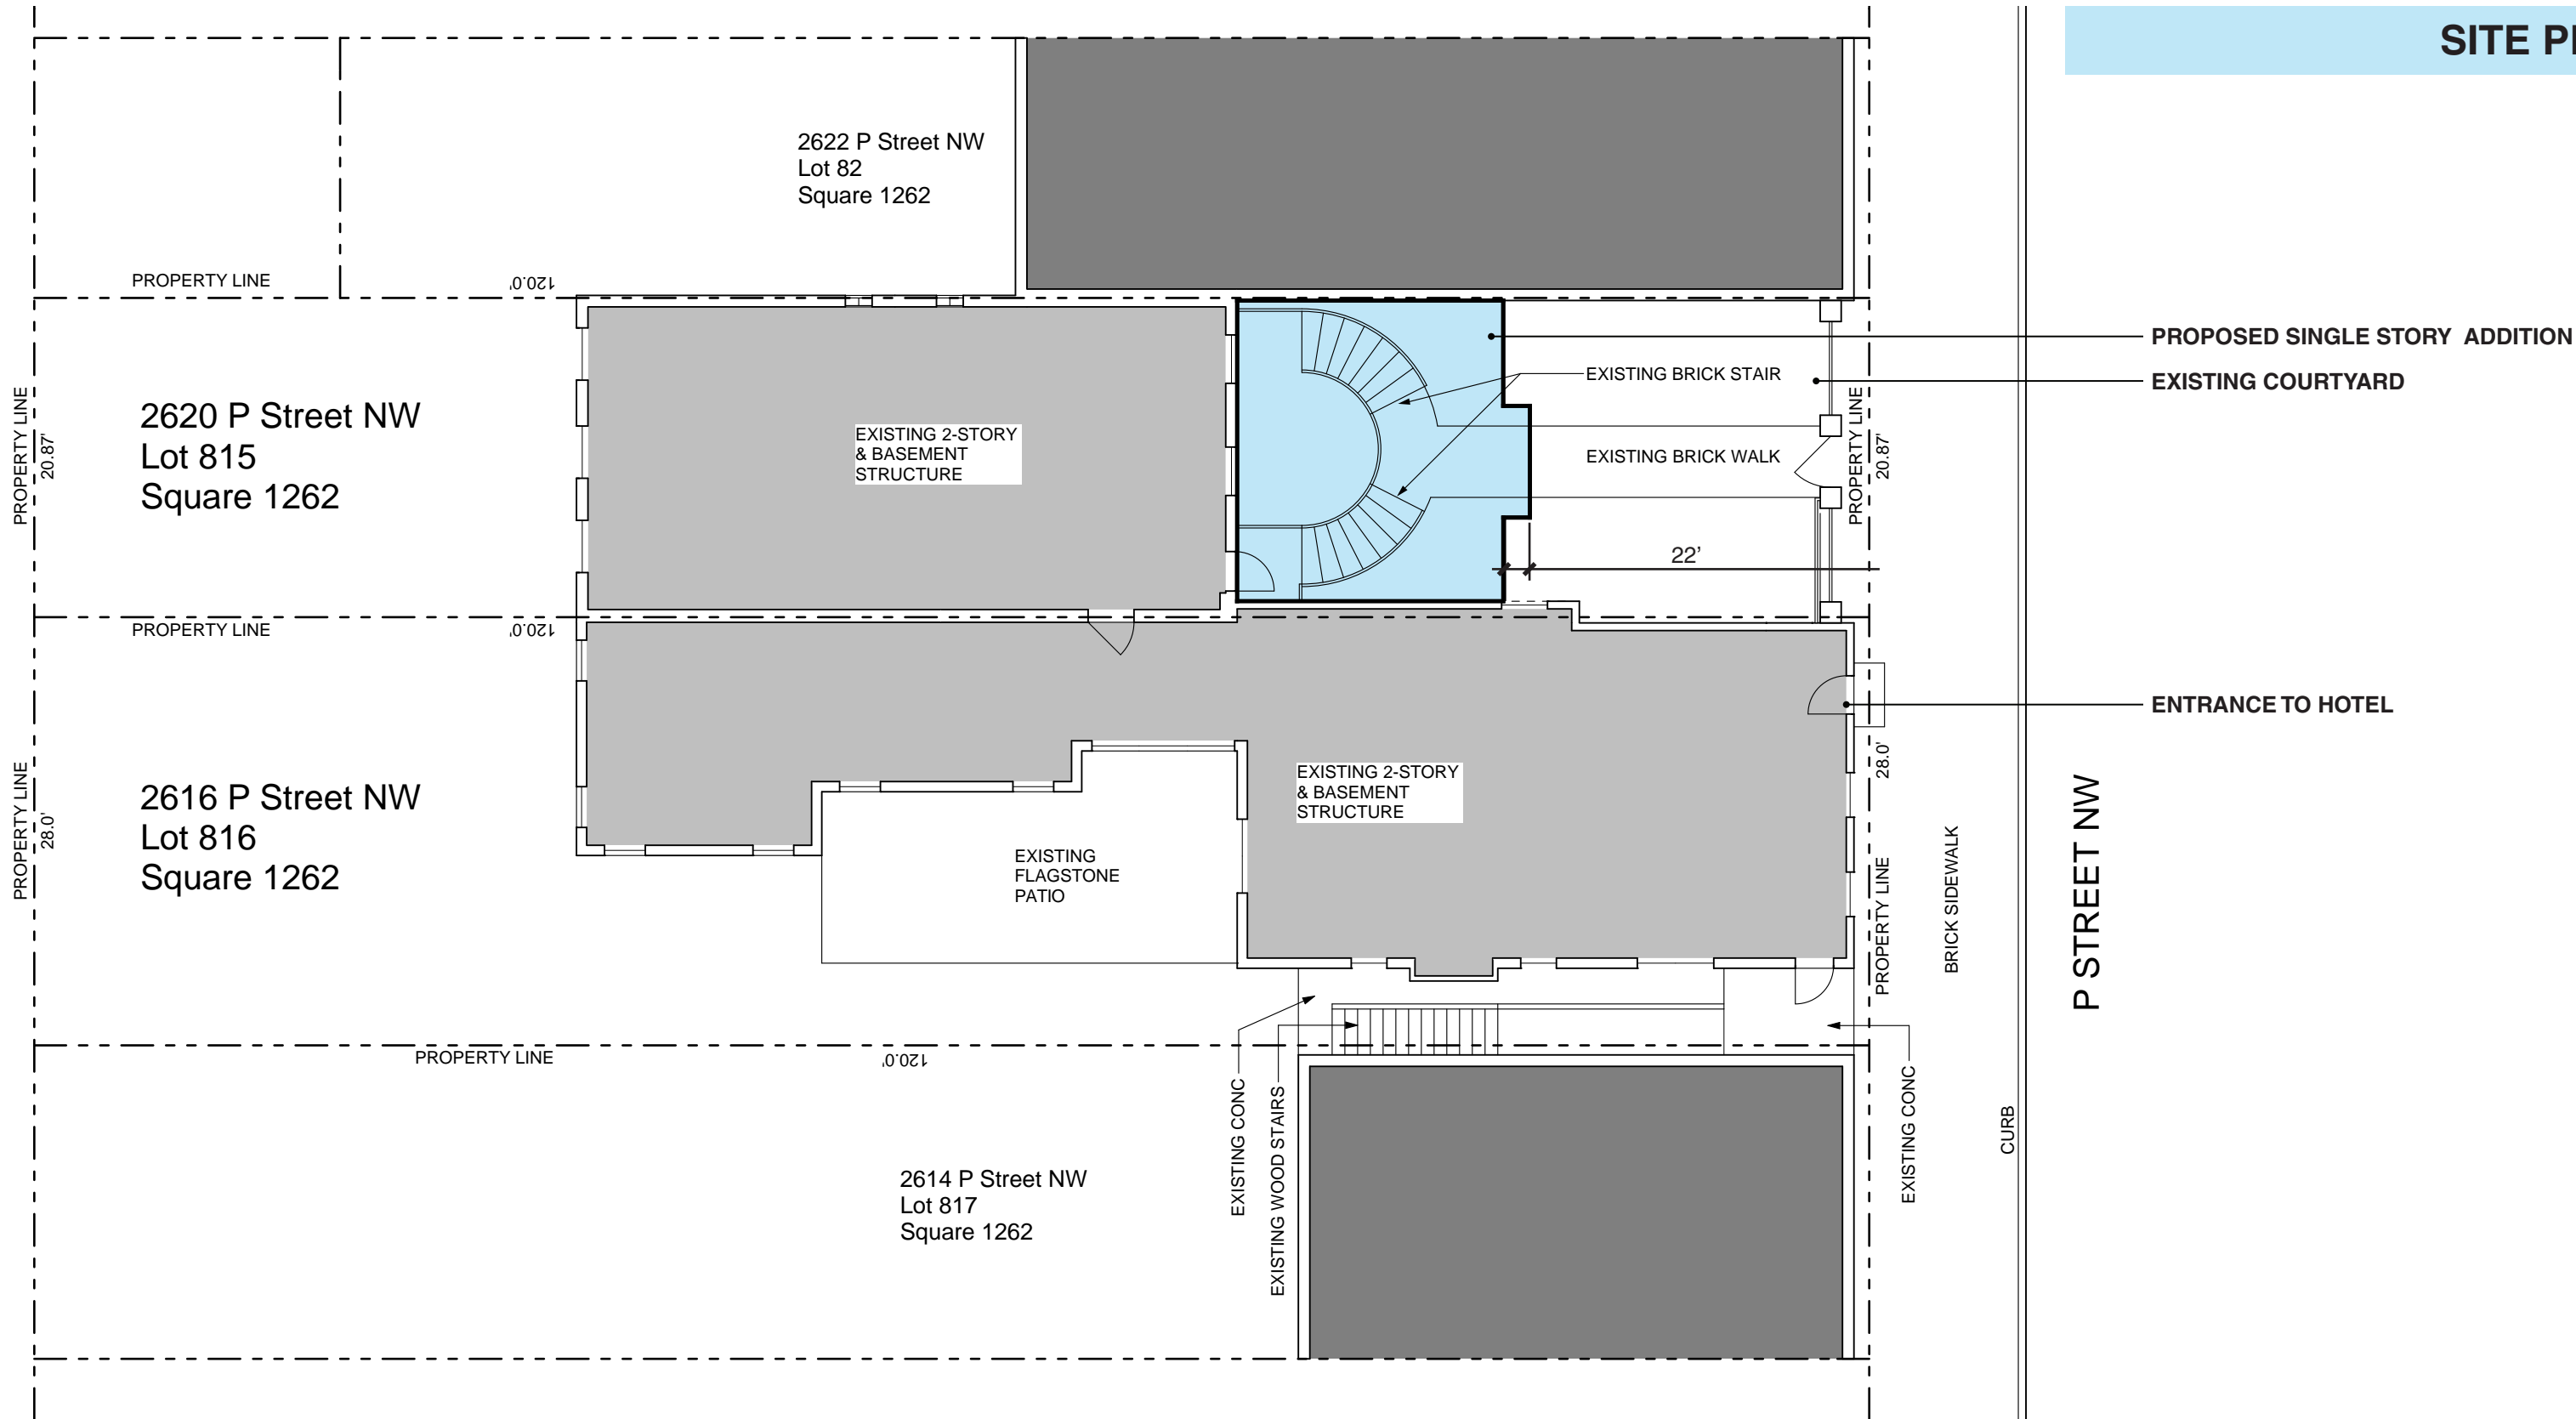 SITE PL
2622 P Street NW
Lot 82
Square 1262
PROPERTY LINE
120.0'
PROPOSED SINGLE STORY ADDITION
EXISTING BRICK STAIR
EXISTING COURTYARD
PROPERTY LINE
20.87'
2620 P Street NW
Lot 815
Square 1262
EXISTING 2-STORY
& BASEMENT
STRUCTURE
EXISTING BRICK WALK
PROPERTY LINE
20.87'
22’
PROPERTY LINE
120.0'
ENTRANCE TO HOTEL
PROPERTY LINE
28.0'
2616 P Street NW
Lot 816
Square 1262
EXISTING 2-STORY
& BASEMENT
STRUCTURE
28.0'
PROPERTY LINE
BRICK SIDEWALK
P STREET NW
EXISTING
FLAGSTONE
PATIO
PROPERTY LINE
120.0'
EXISTING CONC
EXISTING WOOD STAIRS
EXISTING CONC
CURB
2614 P Street NW
Lot 817
Square 1262